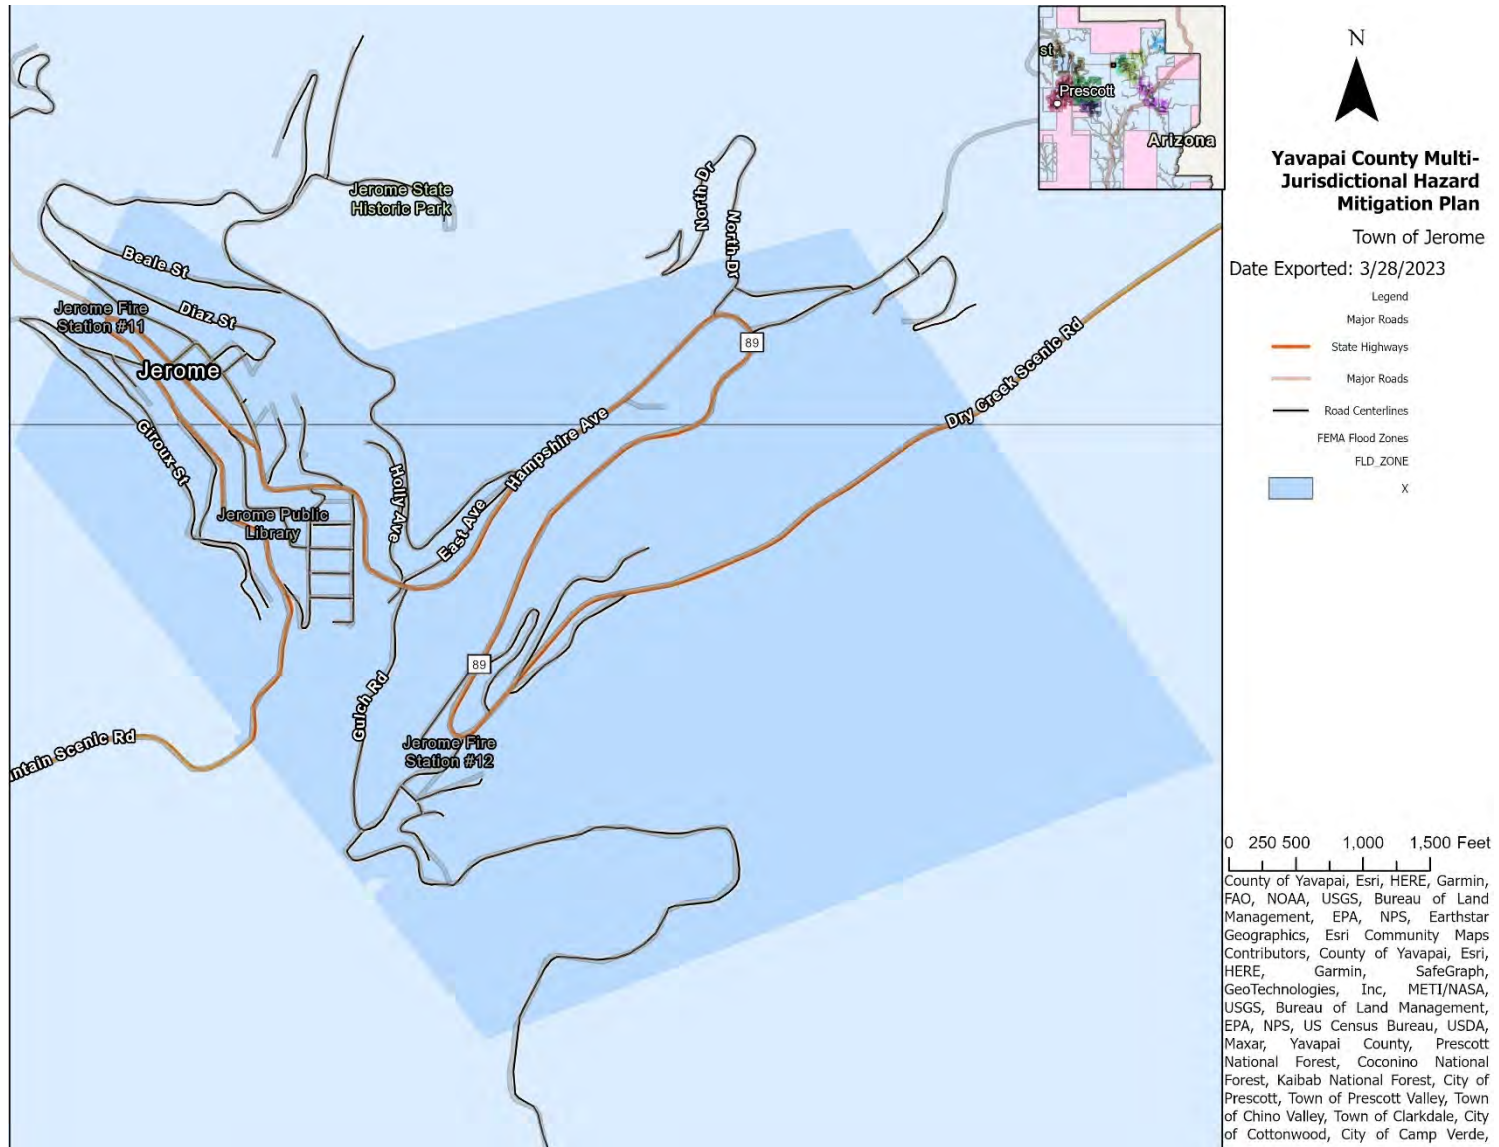 st
Prescott
Arizona
N
Yavapai County Multi-
Jurisdictional Hazard
Mitigation Plan
Town of Jerome
Date Exported: 3/28/2023
Legend
Major Roads
State Highways
Major Roads
Road Centerlines
FEMA Flood Zones
FLD_ZONE
X
Jerome State
Historic Park
North Dr
North Dr
Beale St
Diaz St
Jerome Fire
Station #11
Jerome
89
Dry Creek Scenic Rd
Giroux St
Hampshire Ave
Holly Ave
East Ave
Jerome Public
Library
89
Gulch Rd
Jerome Fire
Station #12
ntain Scenic Rd
0 250 500 1,000 1,500 Feet
County of Yavapai, Esri, HERE, Garmin,
FAO, NOAA, USGS, Bureau of Land
Management, EPA, NPS, Earthstar
Geographics, Esri Community Maps
Contributors, County of Yavapai, Esri,
HERE, Garmin, SafeGraph,
GeoTechnologies, Inc, METI/NASA,
USGS, Bureau of Land Management,
EPA, NPS, US Census Bureau, USDA,
Maxar, Yavapai County, Prescott
National Forest, Coconino National
Forest, Kaibab National Forest, City of
Prescott, Town of Prescott Valley, Town
of Chino Valley, Town of Clarkdale, City
of Cottonwood, City of Camp Verde,